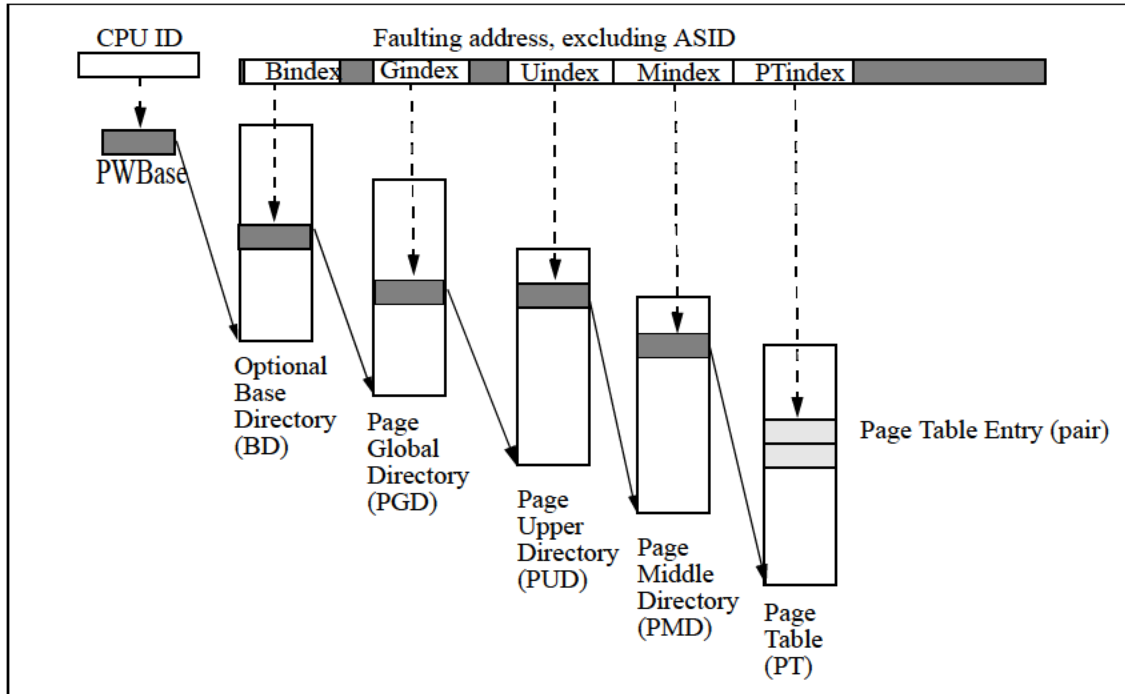 CPU ID
Faulting address, excluding ASID
Bindex
Gindex
Uindex
Mindex
PTindex
PWBase
Optional
Base
Directory
(BD)
Page
Global
Directory
(PGD)
Page
Upper
Directory
(PUD)
Page
Middle
Directory
(PMD)
Page Table Entry (pair)
Page
Table
(PT)